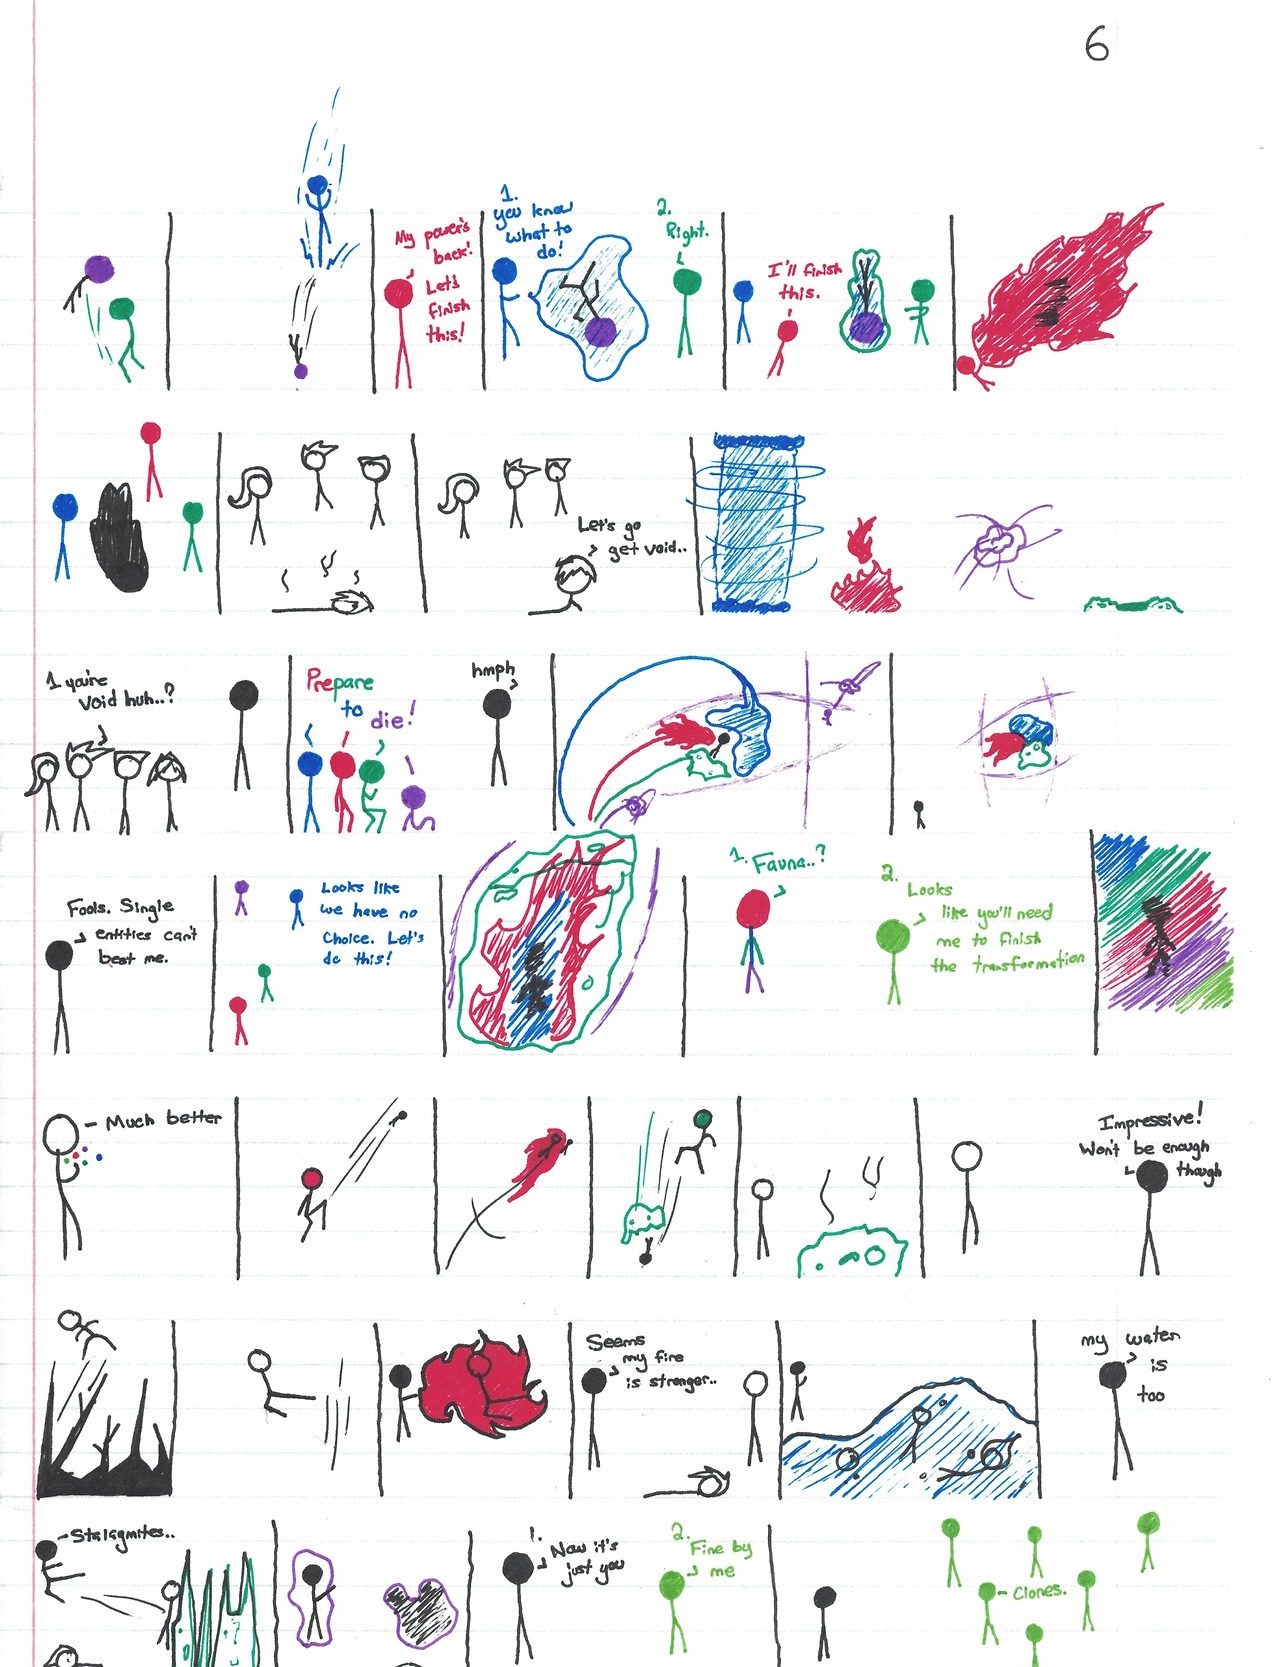 6
My power's
back!
Let's
finish
this!
1.
you know
what to
do!
2.
Right.
I'll finish
this.
Let's go
get void..
1 you're
Void huh..?
Prepare
to
die!
hmph
Fools. Single
entities can't
best me.
Looks like
we have no
Choice. Let's
do this!
1.
Fauna..?
2.
Looks
like you'll need
me to finish
the transformation
Much better
Impressive!
Won't be enough
though
Seems
my fire
is stronger..
my water
is
too
Stalagmites..
1.
Now it's
just you
2.
Fine by
me
Clones.